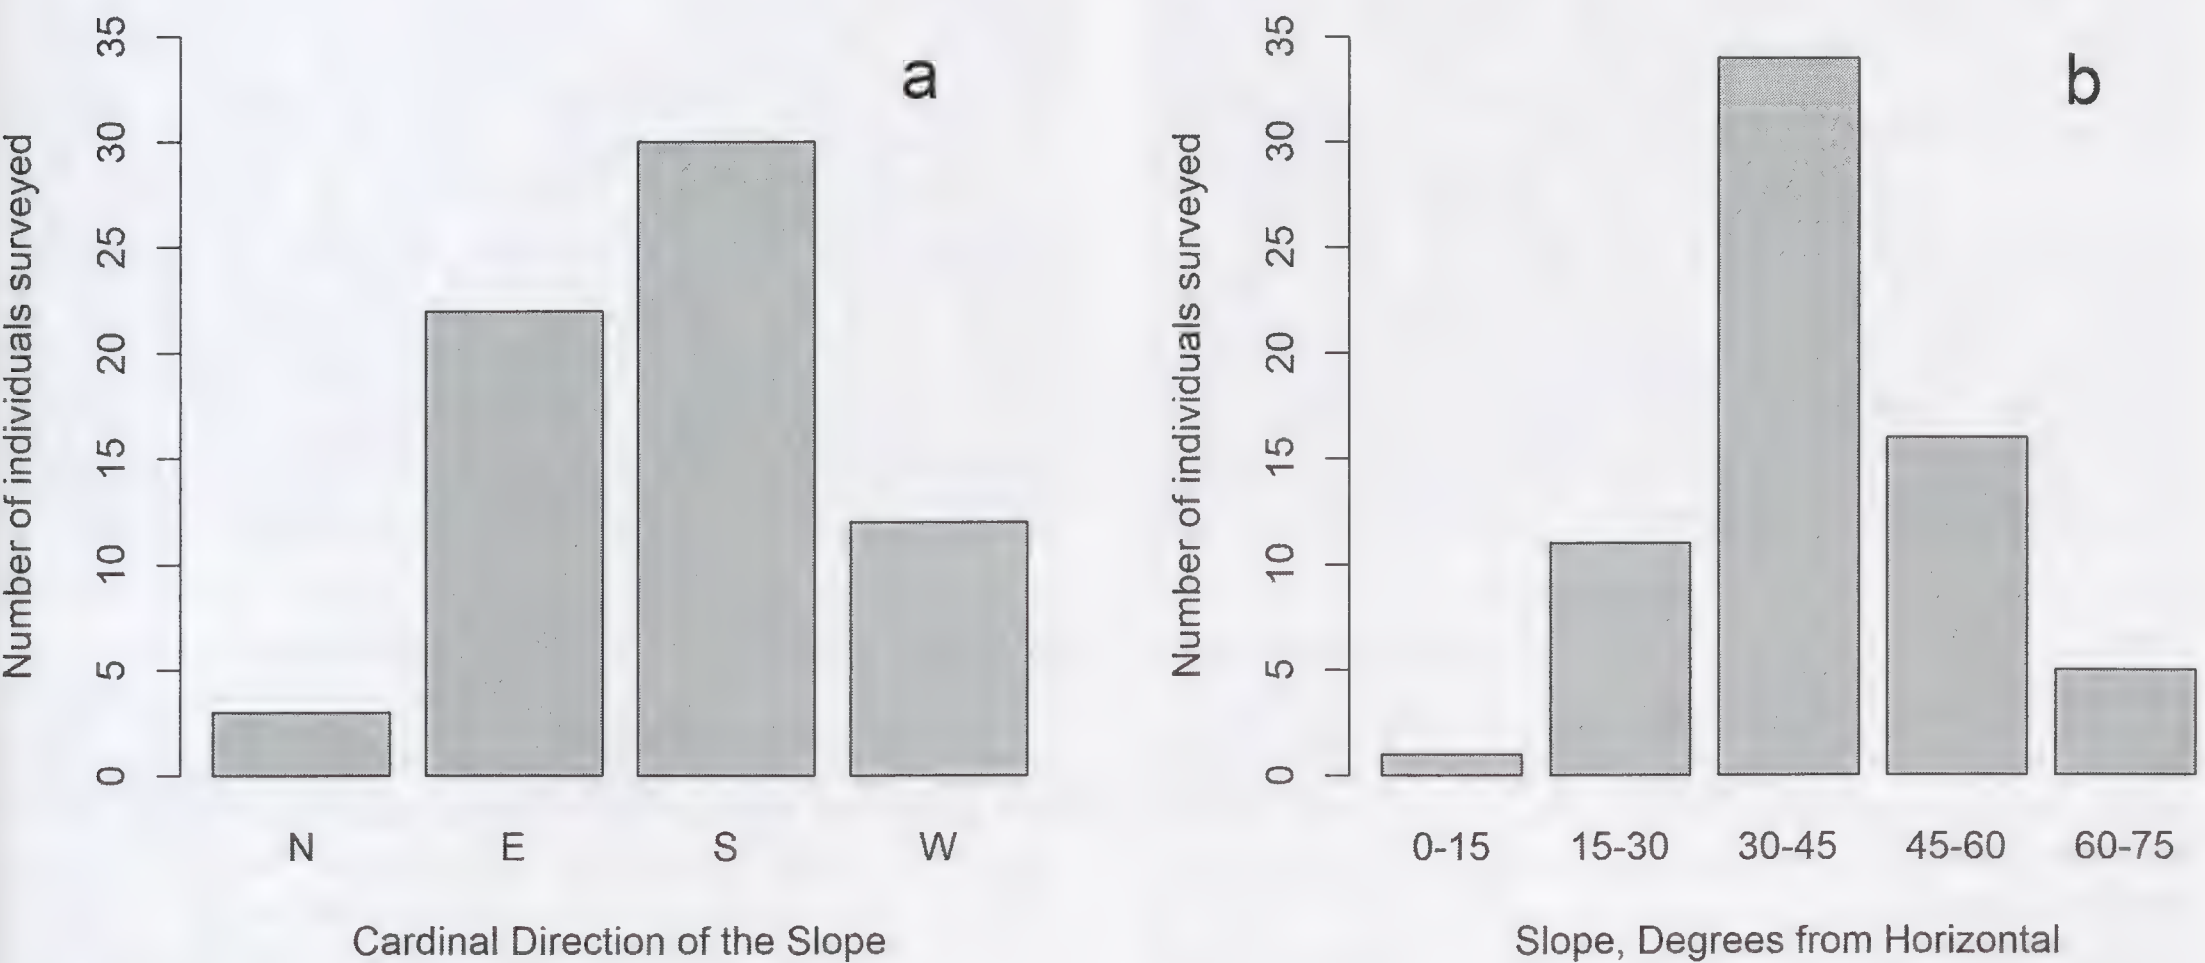 a
Number of individuals surveyed
35
30
25
20
15
10
5
0
N E S W
Cardinal Direction of the Slope
b
Number of individuals surveyed
35
30
25
20
15
10
5
0
0-15 15-30 30-45 45-60 60-75
Slope, Degrees from Horizontal